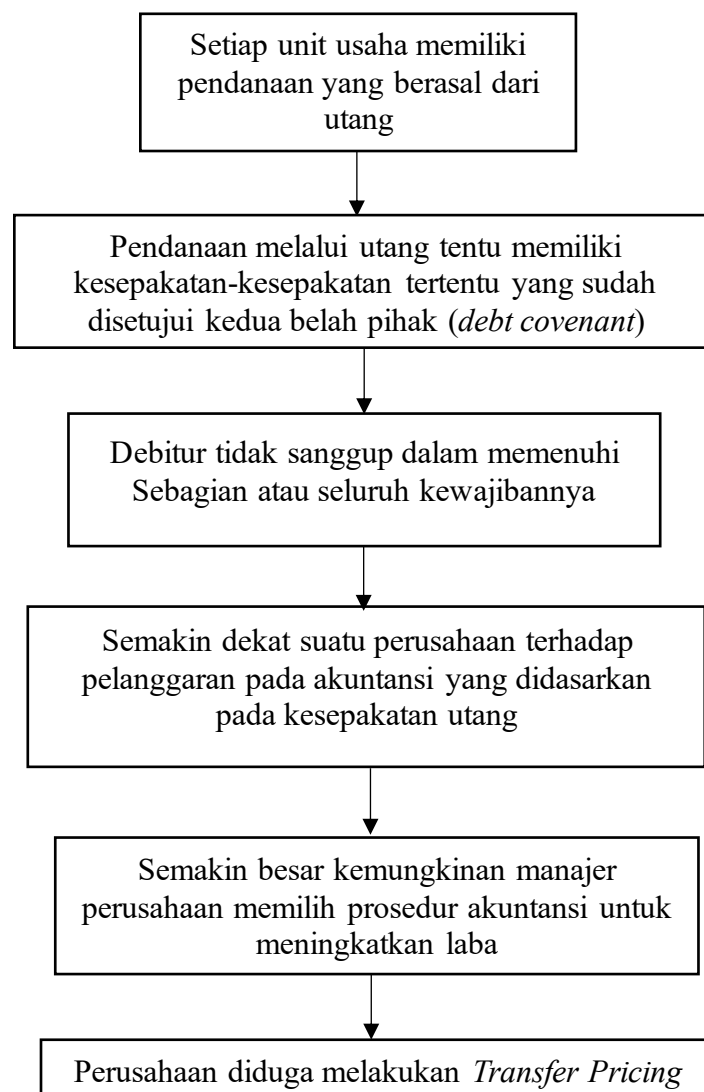 Setiap unit usaha memiliki
pendanaan yang berasal dari
utang
Pendanaan melalui utang tentu memiliki
kesepakatan-kesepakatan tertentu yang sudah
disetujui kedua belah pihak (debt covenant)
Debitur tidak sanggup dalam memenuhi
Sebagian atau seluruh kewajibannya
Semakin dekat suatu perusahaan terhadap
pelanggaran pada akuntansi yang didasarkan
pada kesepakatan utang
Semakin besar kemungkinan manajer
perusahaan memilih prosedur akuntansi untuk
meningkatkan laba
Perusahaan diduga melakukan Transfer Pricing